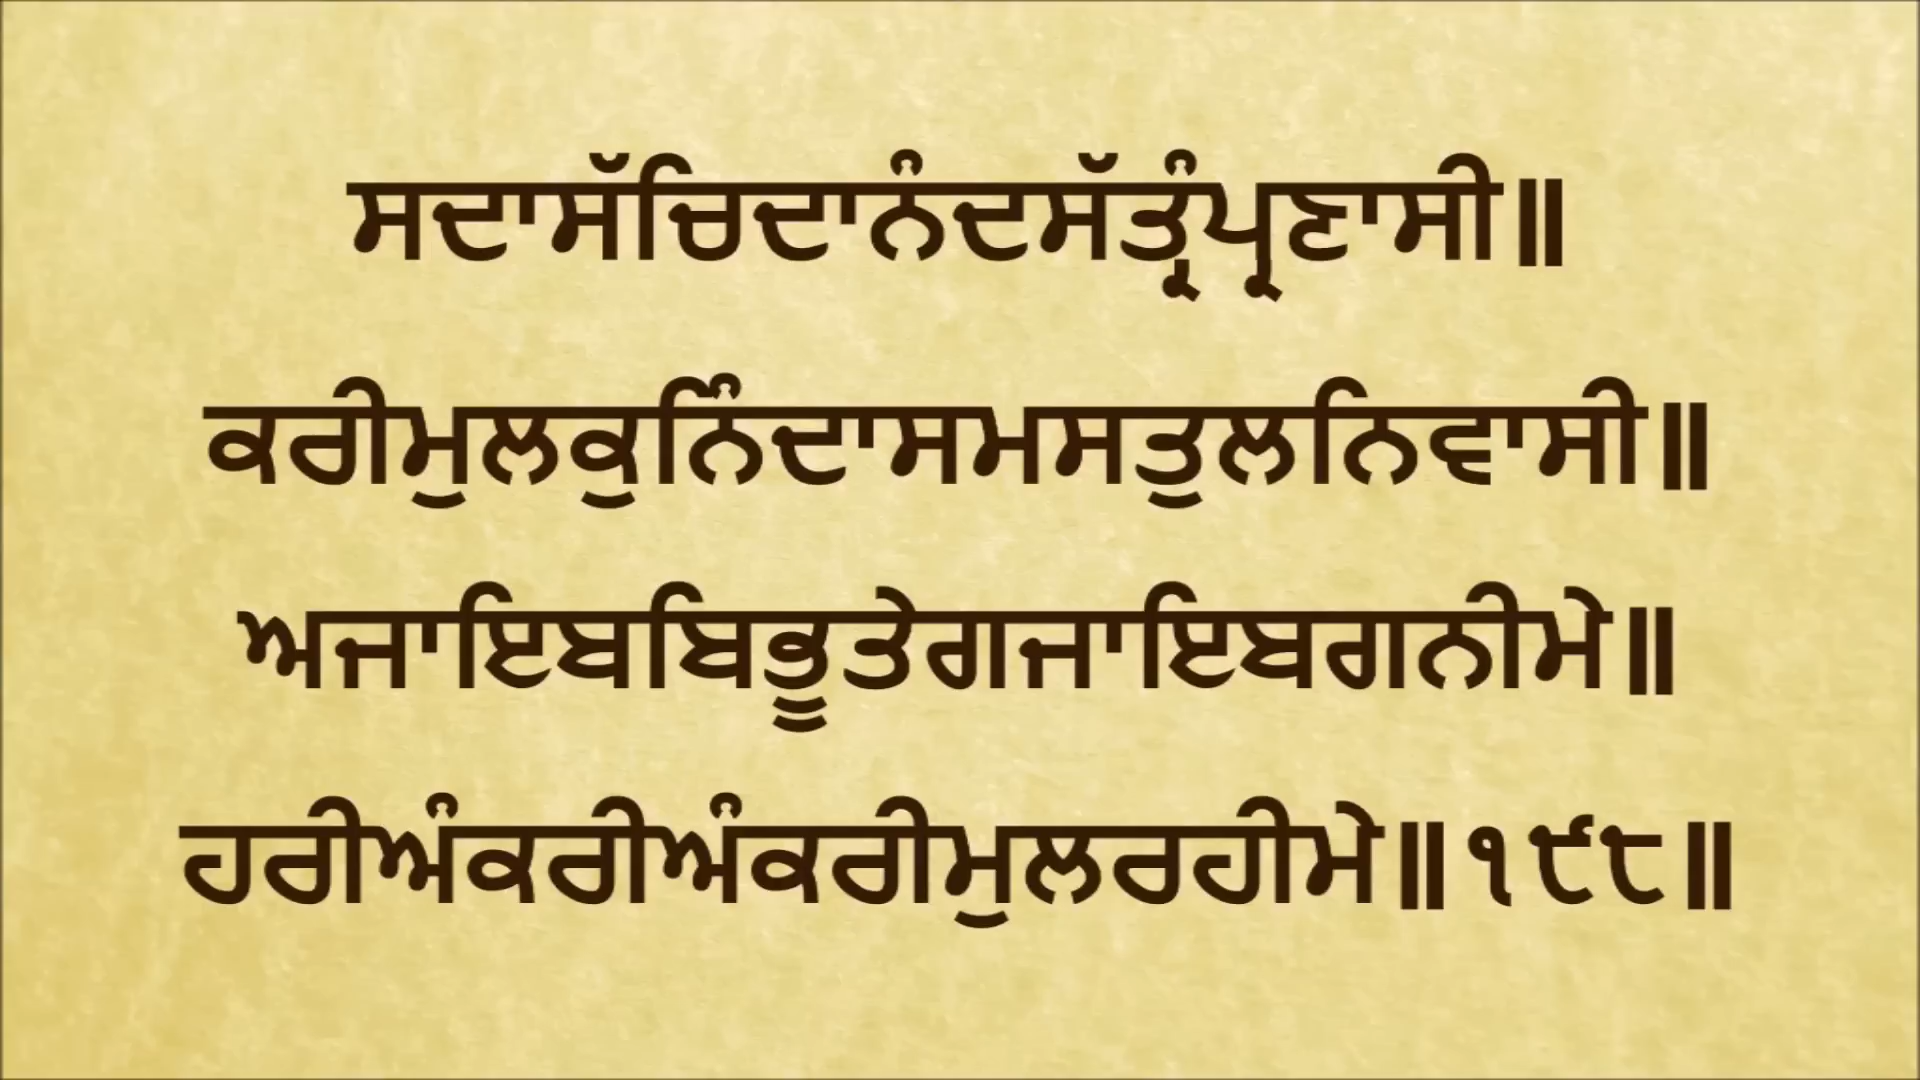 ਸਦਾਸੱਚਿਦਾਨੰਦਸੱਤ੍ਰੰਪ੍ਰਣਾਸੀ॥
ਕਰੀਮੁਲਕੁਨਿੰਦਾਸਮਸਤੁਲਨਿਵਾਸੀ॥
ਅਜਾਇਬਬਿਭੂਤੇਗਜਾਇਬਗਨੀਮੇ॥
ਹਰੀਅੰਕਰੀਅੰਕਰੀਮੁਲਰਹੀਮੇ॥੧੯੮॥